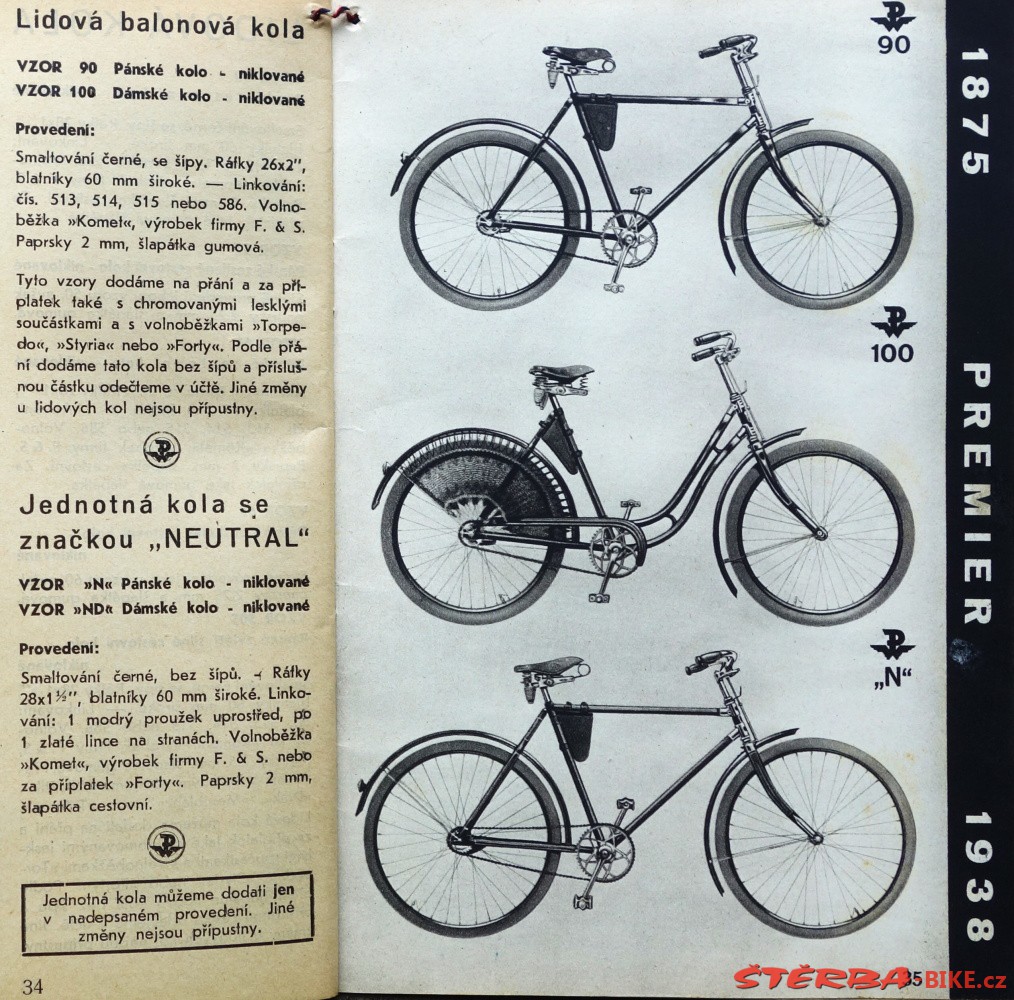 Lidová balonová kola
VZOR 90 Pánské kolo - niklované
VZOR 100 Dámské kolo - niklované
Provedení:
Smaltování černé, se šípy. Ráfky 26x2",
blatníky 60 mm široké. — Linkování:
čís. 513, 514, 515 nebo 586. Volno-
běžka »Komet«, výrobek firmy F. & S.
Paprsky 2 mm, šlapátka gumová.
Tyto vzory dodáme na přání a za pří-
platek také s chromovanými lesklými
součástkami a s volnoběžkami »Torpe-
do«, »Styria« nebo »Forty«. Podle přá-
ní dodáme tato kola bez šípů a přísluš-
nou částku odečteme v účtě. Jiné změny
u lidových kol nejsou přípustny.
Jednotná kola se
značkou „NEUTRAL"
VZOR »N« Pánské kolo - niklované
VZOR »ND« Dámské kolo - niklované
Provedení:
Smaltování černé, bez šípů. - Ráfky
28x1½", blatníky 60 mm široké. Linko-
vání: 1 modrý proužek uprostřed, po
1 zlaté lince na stranách. Volnoběžka
»Komet«, výrobek firmy F. & S. nebo
za příplatek »Forty«. Paprsky 2 mm,
šlapátka cestovní.
Jednotná kola můžeme dodati jen
v nadepsaném provedení. Jiné
změny nejsou přípustny.
34
90
100
„N"
1875 PREMIER 1938
35
ŠTĚRBA-BIKE.cz